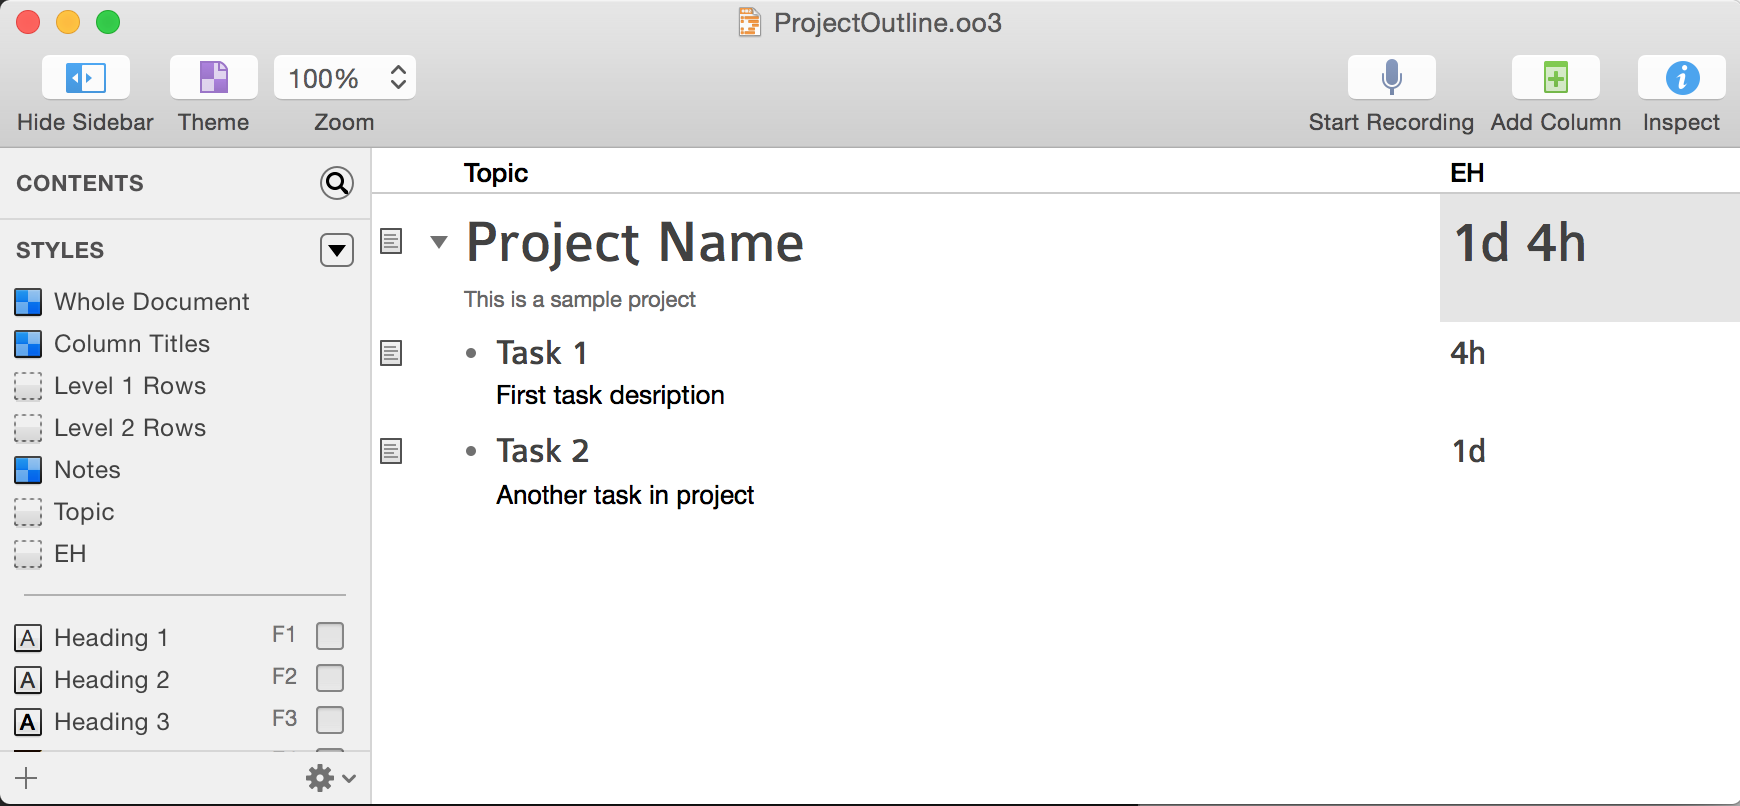 ProjectOutline.oo3
100%
Hide Sidebar Theme Zoom Start Recording Add Column Inspect
CONTENTS
STYLES
Whole Document
Column Titles
Level 1 Rows
Level 2 Rows
Notes
Topic
EH
A Heading 1 F1
A Heading 2 F2
A Heading 3 F3
Topic EH
Project Name 1d 4h
This is a sample project
Task 1 4h
First task desription
Task 2 1d
Another task in project